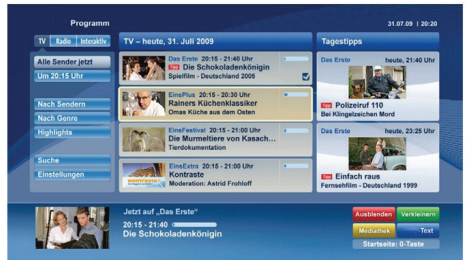 Programm
31.07.09 | 20:20
TV Radio Interaktiv
TV – heute, 31. Juli 2009
Tagestipps
Alle Sender jetzt
Um 20:15 Uhr
Nach Sendern
Nach Genre
Highlights
Suche
Einstellungen
Das Erste 20:15 - 21:40 Uhr
Tipp Die Schokoladenkönigin
Spielfilm - Deutschland 2005
EinsPlus 20:15 - 20:30 Uhr
Rainers Küchenklassiker
Omas Küche aus dem Osten
EinsFestival 20:15 - 21:00 Uhr
Die Murmeltiere von Kasach...
Tierdokumentation
EinsExtra 20:15 - 21:00 Uhr
Kontraste
Moderation: Astrid Frohloff
Das Erste heute, 21:40 Uhr
Tipp Polizeiruf 110
Bei Klingelzeichen Mord
Das Erste heute, 23:25 Uhr
Tipp Einfach raus
Fernsehfilm - Deutschland 1999
Jetzt auf „Das Erste“
20:15 - 21:40
Die Schokoladenkönigin
Ausblenden Verkleinern
Mediathek Text
Startseite: 0-Taste